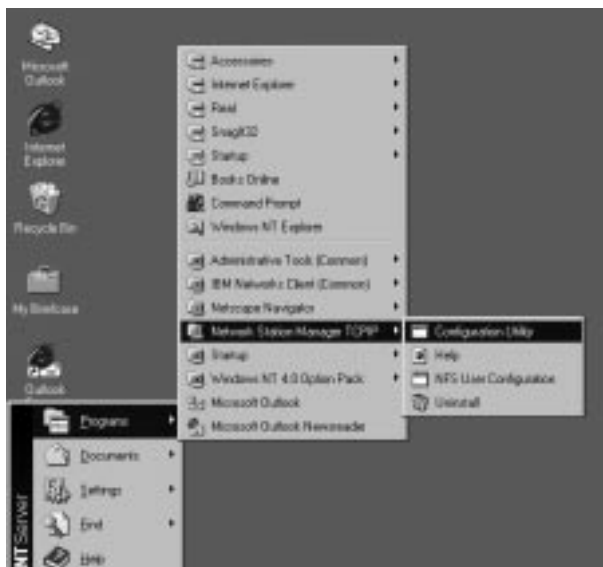 Microsoft
Outlook
Internet
Explorer
Recycle Bin
My Briefcase
Outlook
Accessories
Internet Explorer
Real
SnagIt32
Startup
Books Online
Command Prompt
Windows NT Explorer
Administrative Tools (Common)
IBM Networks Client (Common)
Netscape Navigator
Network Station Manager TCPIP
Startup
Windows NT 4.0 Option Pack
Microsoft Outlook
Microsoft Outlook Newsreader
Configuration Utility
Help
NFS User Configuration
Uninstall
Programs
Documents
Settings
Find
Help
NT Server